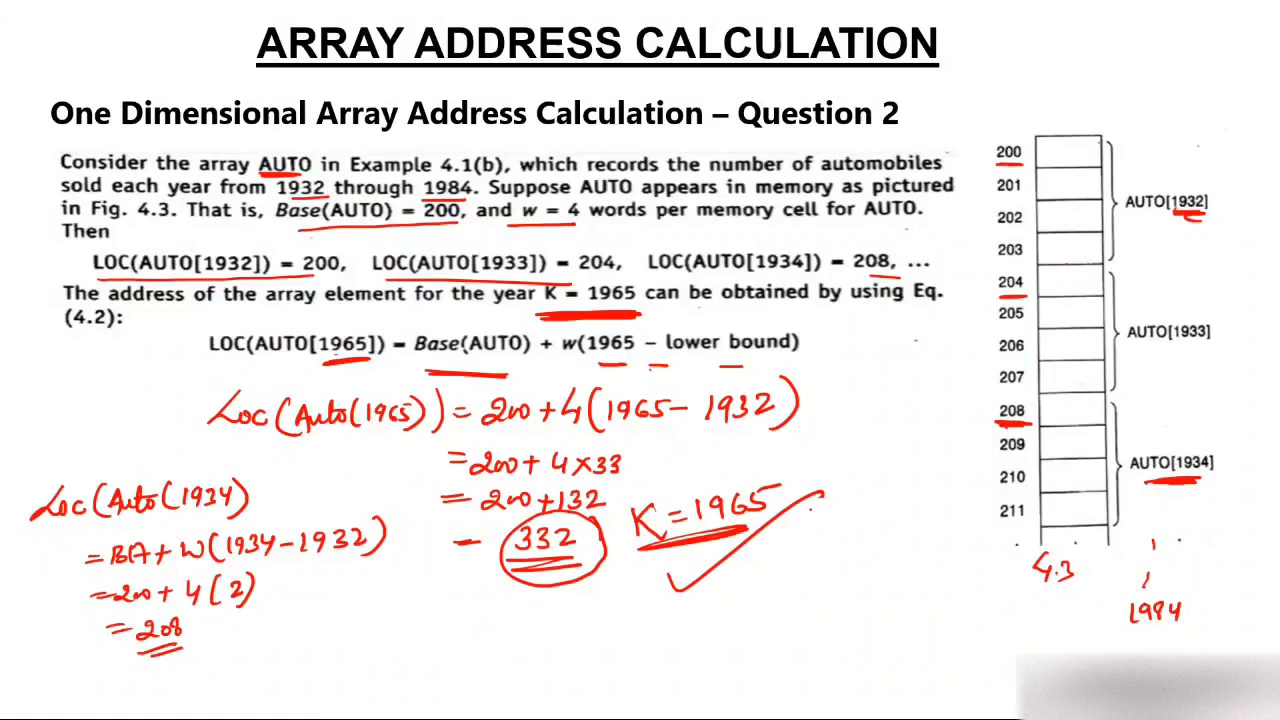 ARRAY ADDRESS CALCULATION
One Dimensional Array Address Calculation – Question 2
Consider the array AUTO in Example 4.1(b), which records the number of automobiles
sold each year from 1932 through 1984. Suppose AUTO appears in memory as pictured
in Fig. 4.3. That is, Base(AUTO) = 200, and w = 4 words per memory cell for AUTO.
Then
LOC(AUTO[1932]) = 200, LOC(AUTO[1933]) = 204, LOC(AUTO[1934]) = 208, ...
The address of the array element for the year K = 1965 can be obtained by using Eq.
(4.2):
LOC(AUTO[1965]) = Base(AUTO) + w(1965 – lower bound)
Loc(Auto(1965)) = 200 + 4(1965 - 1932)
= 200 + 4 × 33
= 200 + 132
= 332
K = 1965
Loc(Auto(1934)
= BA + W(1934 - 1932)
= 200 + 4(2)
= 208
200
201
AUTO[1932]
202
203
204
205
AUTO[1933]
206
207
208
209
AUTO[1934]
210
211
4.3
1984